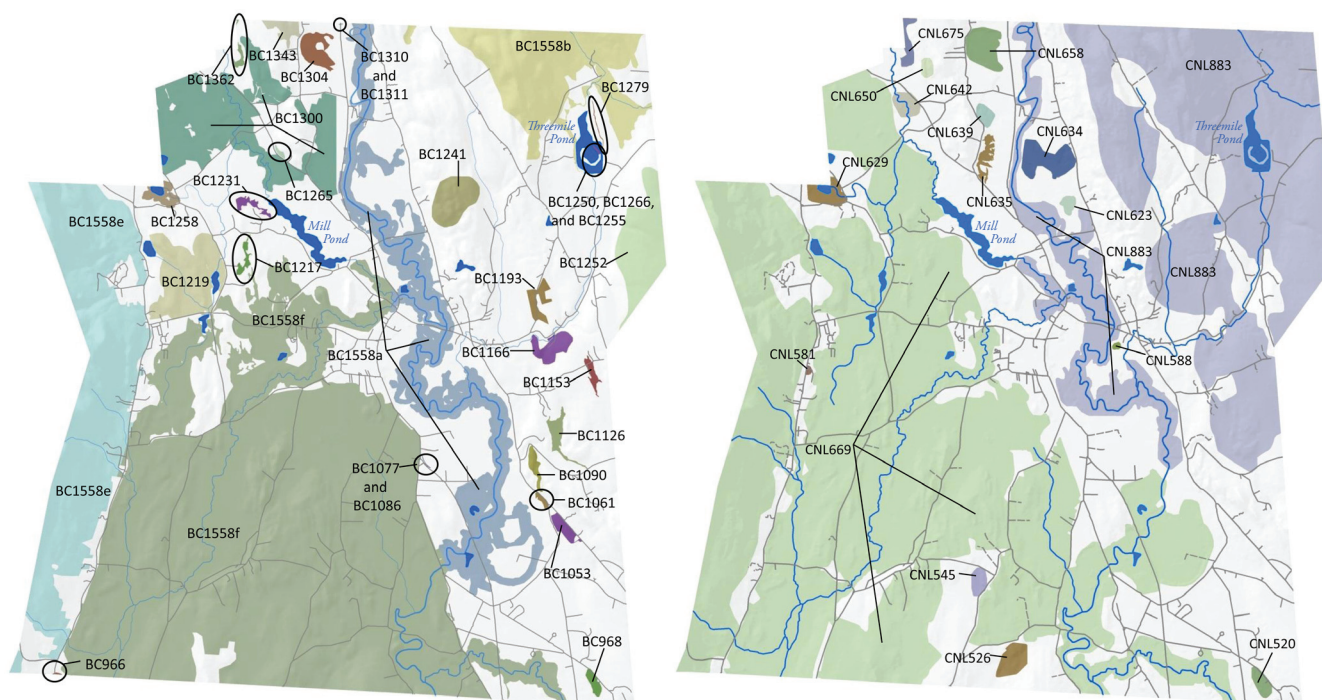 BC1343
BC1310
and
BC1311
BC1558b
BC1362
BC1304
BC1279
BC1300
Threemile
Pond
BC1241
BC1231
BC1265
BC1250, BC1266,
and BC1255
BC1558e
BC1258
Mill
Pond
BC1252
BC1217
BC1219
BC1193
BC1558f
BC1558a
BC1166
BC1153
BC1126
BC1077
and
BC1086
BC1090
BC1061
BC1558e
BC1558f
BC1053
BC966
BC968
CNL675
CNL658
CNL883
CNL650
CNL642
CNL639
CNL634
Threemile
Pond
CNL629
CNL635
CNL623
Mill
Pond
CNL883
CNL883
CNL581
CNL588
CNL669
CNL545
CNL526
CNL520